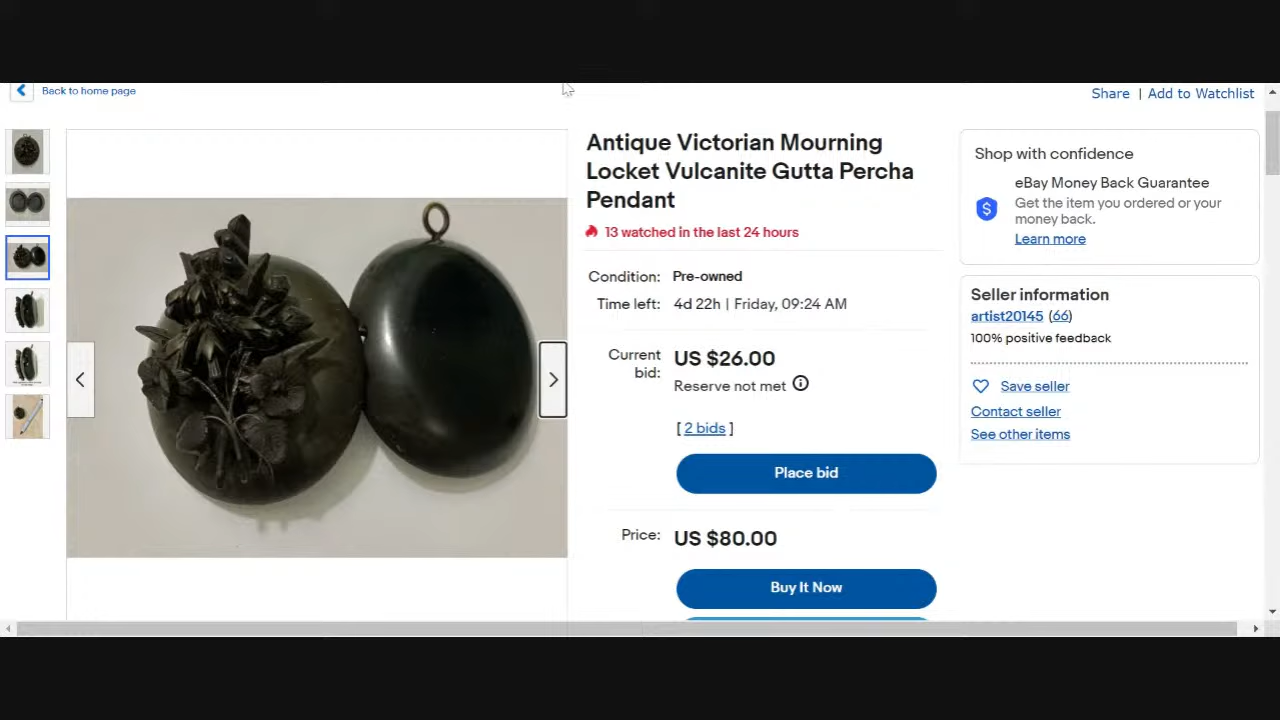 Back to home page
Share | Add to Watchlist
Antique Victorian Mourning
Locket Vulcanite Gutta Percha
Pendant
13 watched in the last 24 hours
Condition: Pre-owned
Time left: 4d 22h | Friday, 09:24 AM
Current
bid:
US $26.00
Reserve not met
[ 2 bids ]
Place bid
Price: US $80.00
Buy It Now
Shop with confidence
eBay Money Back Guarantee
Get the item you ordered or your
money back.
Learn more
Seller information
artist20145 (66)
100% positive feedback
Save seller
Contact seller
See other items